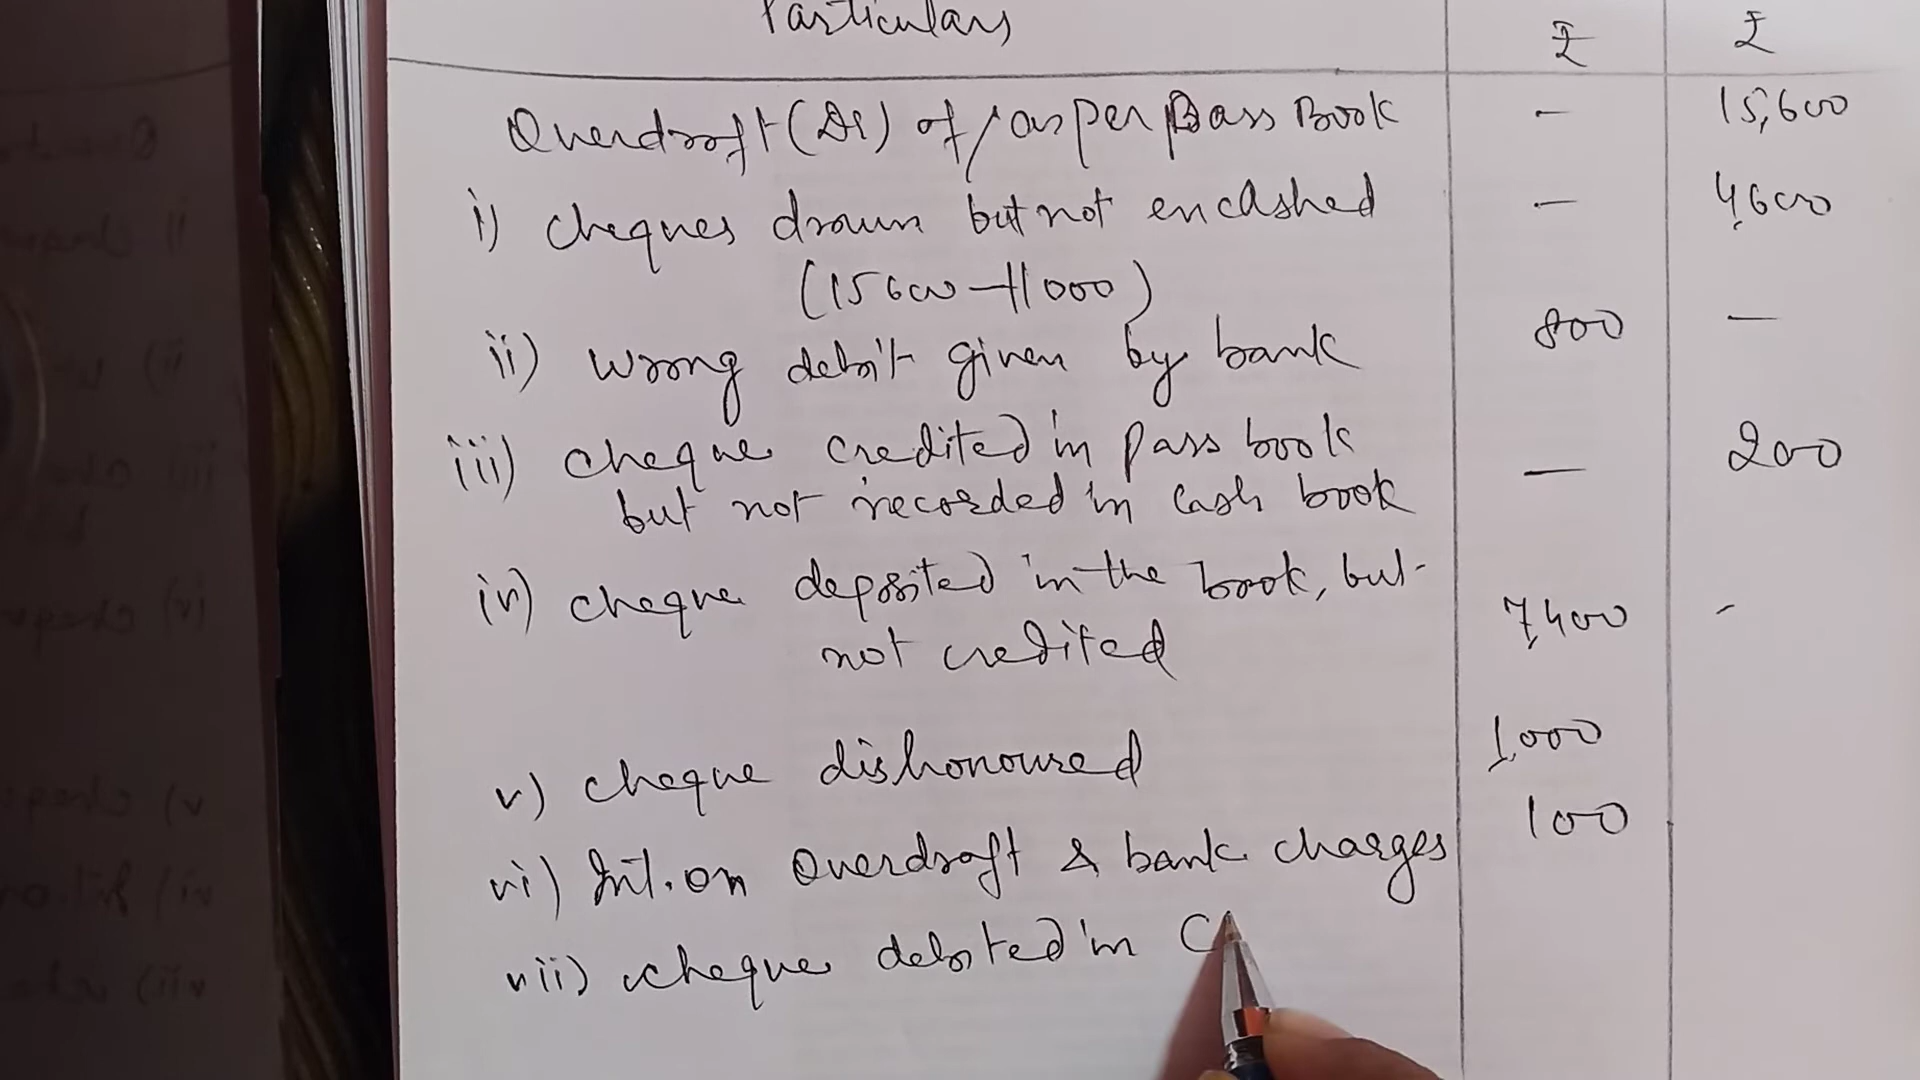 Particulars ₹ ₹
Overdraft (Dr) of / as per Pass Book — 15,600
i) cheques drawn but not encashed — 4,600
(15600 – 11000)
ii) wrong debit given by bank 800 —
iii) cheque credited in pass book — 200
but not recorded in cash book
iv) cheque deposited in the book, but
not credited 7,400 -
v) cheque dishonoured 1,000
vi) Int. on Overdraft & bank charges 100
vii) cheque debited in C